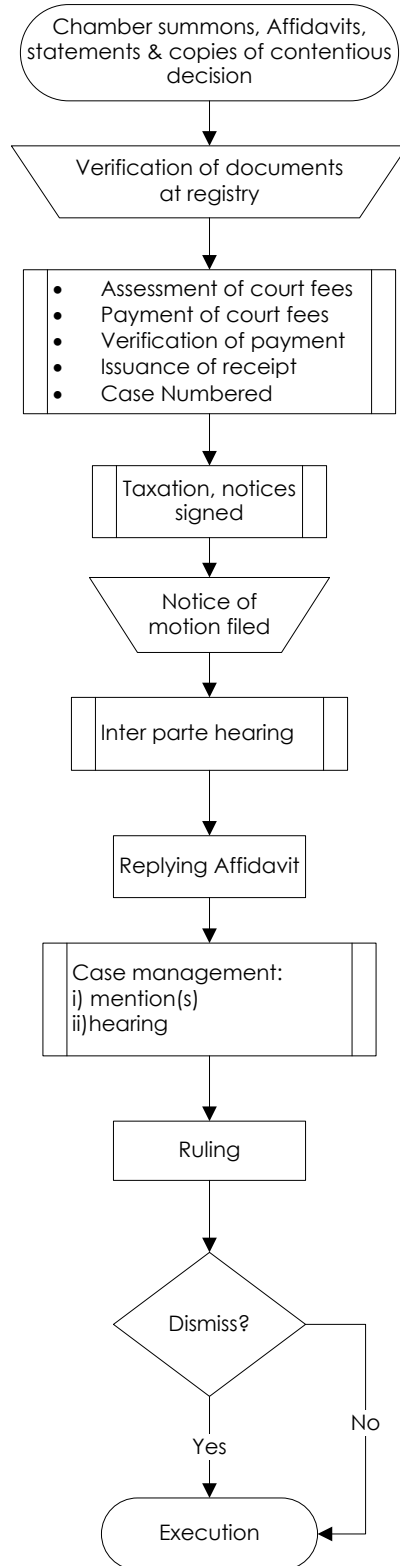 Chamber summons, Affidavits,
statements & copies of contentious
decision
Verification of documents
at registry
• Assessment of court fees
• Payment of court fees
• Verification of payment
• Issuance of receipt
• Case Numbered
Taxation, notices
signed
Notice of
motion filed
Inter parte hearing
Replying Affidavit
Case management:
i) mention(s)
ii)hearing
Ruling
Dismiss?
No
Yes
Execution